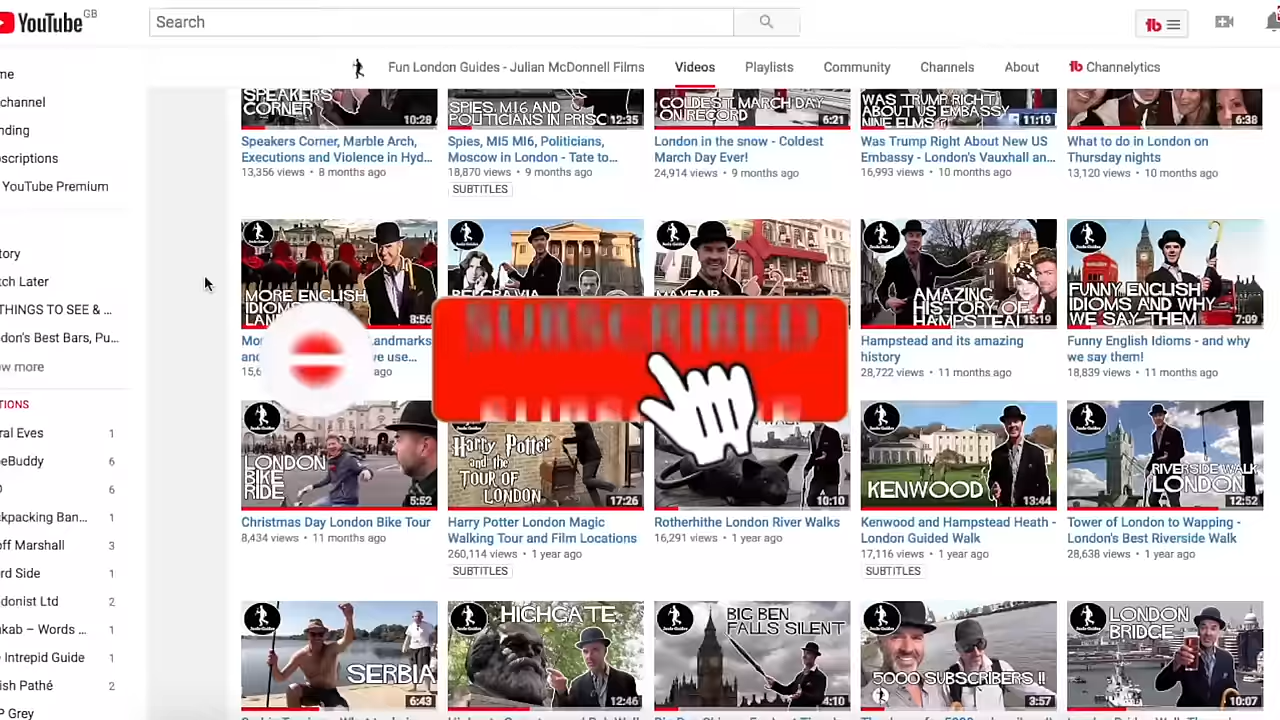 YouTube GB
Search
Fun London Guides - Julian McDonnell Films
Videos
Playlists
Community
Channels
About
Channelytics
me
channel
nding
oscriptions
YouTube Premium
tory
tch Later
THINGS TO SEE & ...
don's Best Bars, Pu...
w more
TIONS
ral Eves 1
eBuddy 6
6
kpacking Ban... 1
off Marshall 3
rd Side 1
donist Ltd 2
akab – Words ... 1
Intrepid Guide 1
ish Pathé 2
P Grey
SPEAKERS
CORNER
10:28
Speakers Corner, Marble Arch,
Executions and Violence in Hyd...
13,356 views • 8 months ago
SPIES, MI6 AND
POLITICIANS IN PRISO
12:35
Spies, MI5 MI6, Politicians,
Moscow in London - Tate to...
18,870 views • 9 months ago
SUBTITLES
COLDEST MARCH DAY
ON RECORD
6:21
London in the snow - Coldest
March Day Ever!
24,914 views • 9 months ago
WAS TRUMP RIGHT
ABOUT US EMBASSY
NINE ELMS
11:19
Was Trump Right About New US
Embassy - London's Vauxhall an...
16,993 views • 10 months ago
6:38
What to do in London on
Thursday nights
13,120 views • 10 months ago
MORE ENGLISH
IDIOMS
LAN
8:56
Mor
andmarks
and
ve use...
15,6
ago
BELGRAVIA
MAYFAIR
SUBSCRIBED
AMAZING
HISTORY OF
HAMPSTEAD
15:19
Hampstead and its amazing
history
28,722 views • 11 months ago
FUNNY ENGLISH
IDIOMS AND WHY
WE SAY THEM
7:09
Funny English Idioms - and why
we say them!
18,839 views • 11 months ago
LONDON
BIKE
RIDE
5:52
Christmas Day London Bike Tour
8,434 views • 11 months ago
Harry Potter
and the
TOUR OF
LONDON
17:26
Harry Potter London Magic
Walking Tour and Film Locations
260,114 views • 1 year ago
SUBTITLES
10:10
Rotherhithe London River Walks
16,291 views • 1 year ago
KENWOOD
13:44
Kenwood and Hampstead Heath -
London Guided Walk
17,116 views • 1 year ago
SUBTITLES
RIVERSIDE WALK
LONDON
12:52
Tower of London to Wapping -
London's Best Riverside Walk
28,638 views • 1 year ago
SERBIA
6:43
HIGHGATE
12:46
BIG BEN
FALLS SILENT
4:10
5000 SUBSCRIBERS !!
3:57
LONDON
BRIDGE
10:07